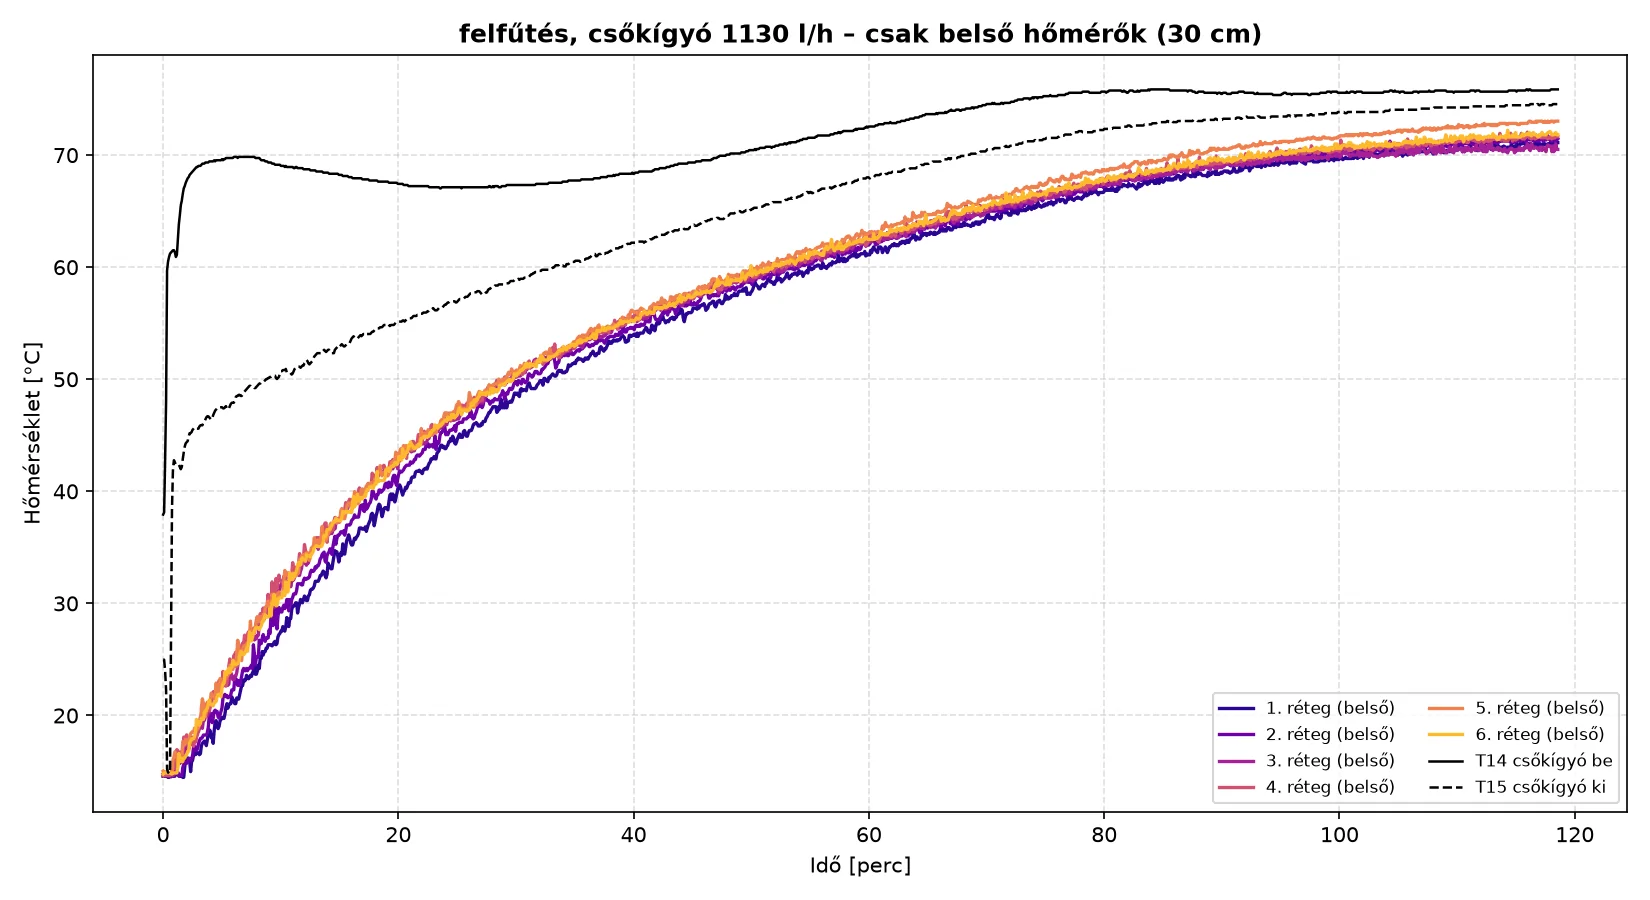 felfűtés, csőkígyó 1130 l/h – csak belső hőmérők (30 cm)
Hőmérséklet [°C]
70
60
50
40
30
20
0 20 40 60 80 100 120
Idő [perc]
1. réteg (belső)
2. réteg (belső)
3. réteg (belső)
4. réteg (belső)
5. réteg (belső)
6. réteg (belső)
T14 csőkígyó be
T15 csőkígyó ki